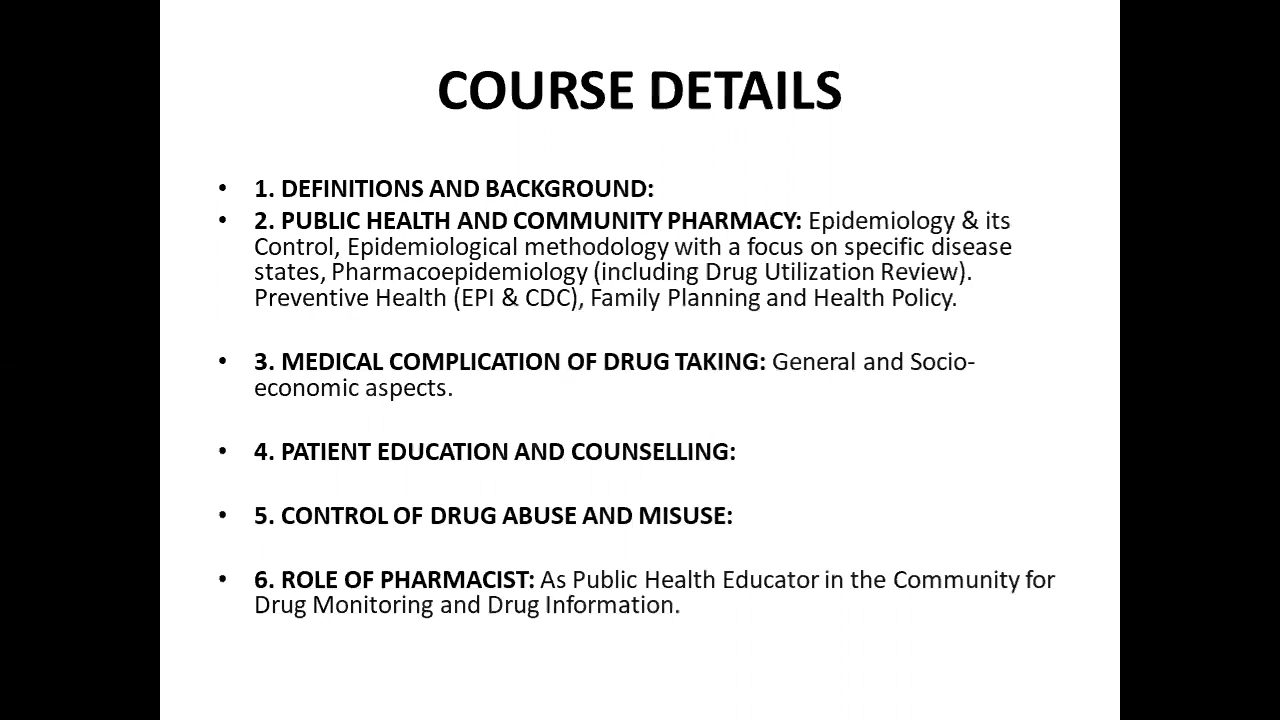 COURSE DETAILS
• 1. DEFINITIONS AND BACKGROUND:
• 2. PUBLIC HEALTH AND COMMUNITY PHARMACY: Epidemiology & its
Control, Epidemiological methodology with a focus on specific disease
states, Pharmacoepidemiology (including Drug Utilization Review).
Preventive Health (EPI & CDC), Family Planning and Health Policy.
• 3. MEDICAL COMPLICATION OF DRUG TAKING: General and Socio-
economic aspects.
• 4. PATIENT EDUCATION AND COUNSELLING:
• 5. CONTROL OF DRUG ABUSE AND MISUSE:
• 6. ROLE OF PHARMACIST: As Public Health Educator in the Community for
Drug Monitoring and Drug Information.